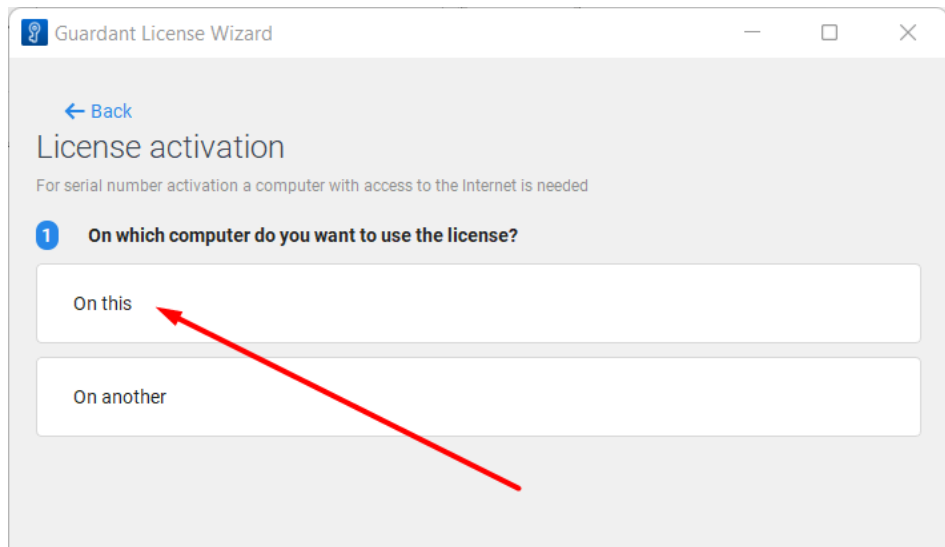 Guardant License Wizard
Back
License activation
For serial number activation a computer with access to the Internet is needed
1 On which computer do you want to use the license?
On this
On another